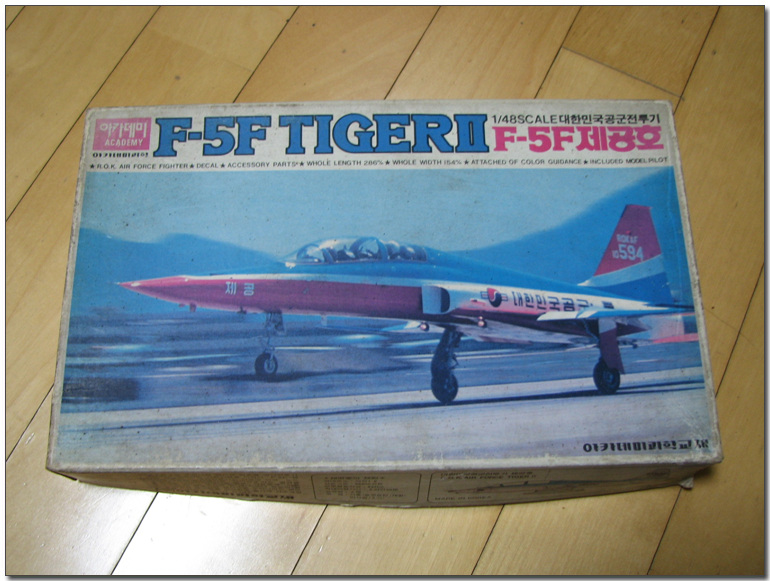 아카데미
ACADEMY
아카데미과학
F-5F TIGER II
1/48SCALE 대한민국공군전투기
F-5F 제공호
★ R.O.K. AIR FORCE FIGHTER ★ DECAL ★ ACCESSORY PARTS ★ WHOLE LENGTH 286% ★ WHOLE WIDTH 164% ★ ATTACHED OF COLOR GUIDANCE ★ INCLUDED MODEL PILOT
ROKAF
594
제공
대한민국공군
아카데미과학교재